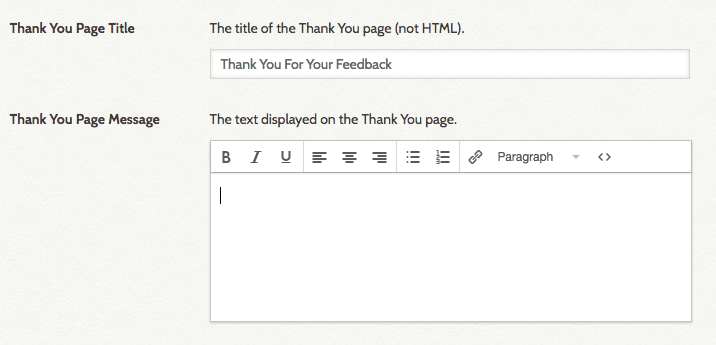 Thank You Page Title
The title of the Thank You page (not HTML).
Thank You For Your Feedback
Thank You Page Message
The text displayed on the Thank You page.
B I U Paragraph <>